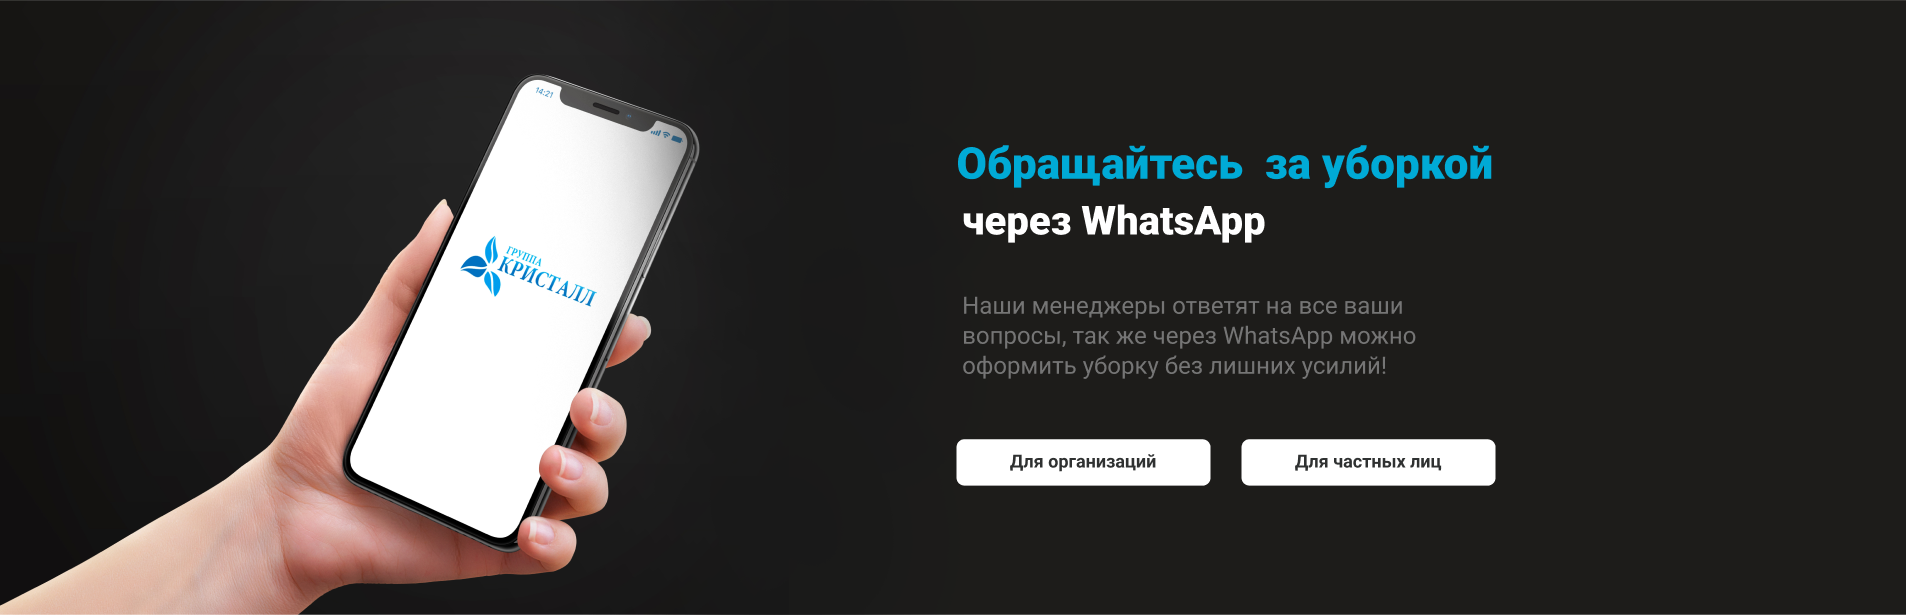 14:21
ГРУППА
КРИСТАЛЛ
Обращайтесь за уборкой
через WhatsApp
Наши менеджеры ответят на все ваши
вопросы, так же через WhatsApp можно
оформить уборку без лишних усилий!
Для организаций
Для частных лиц